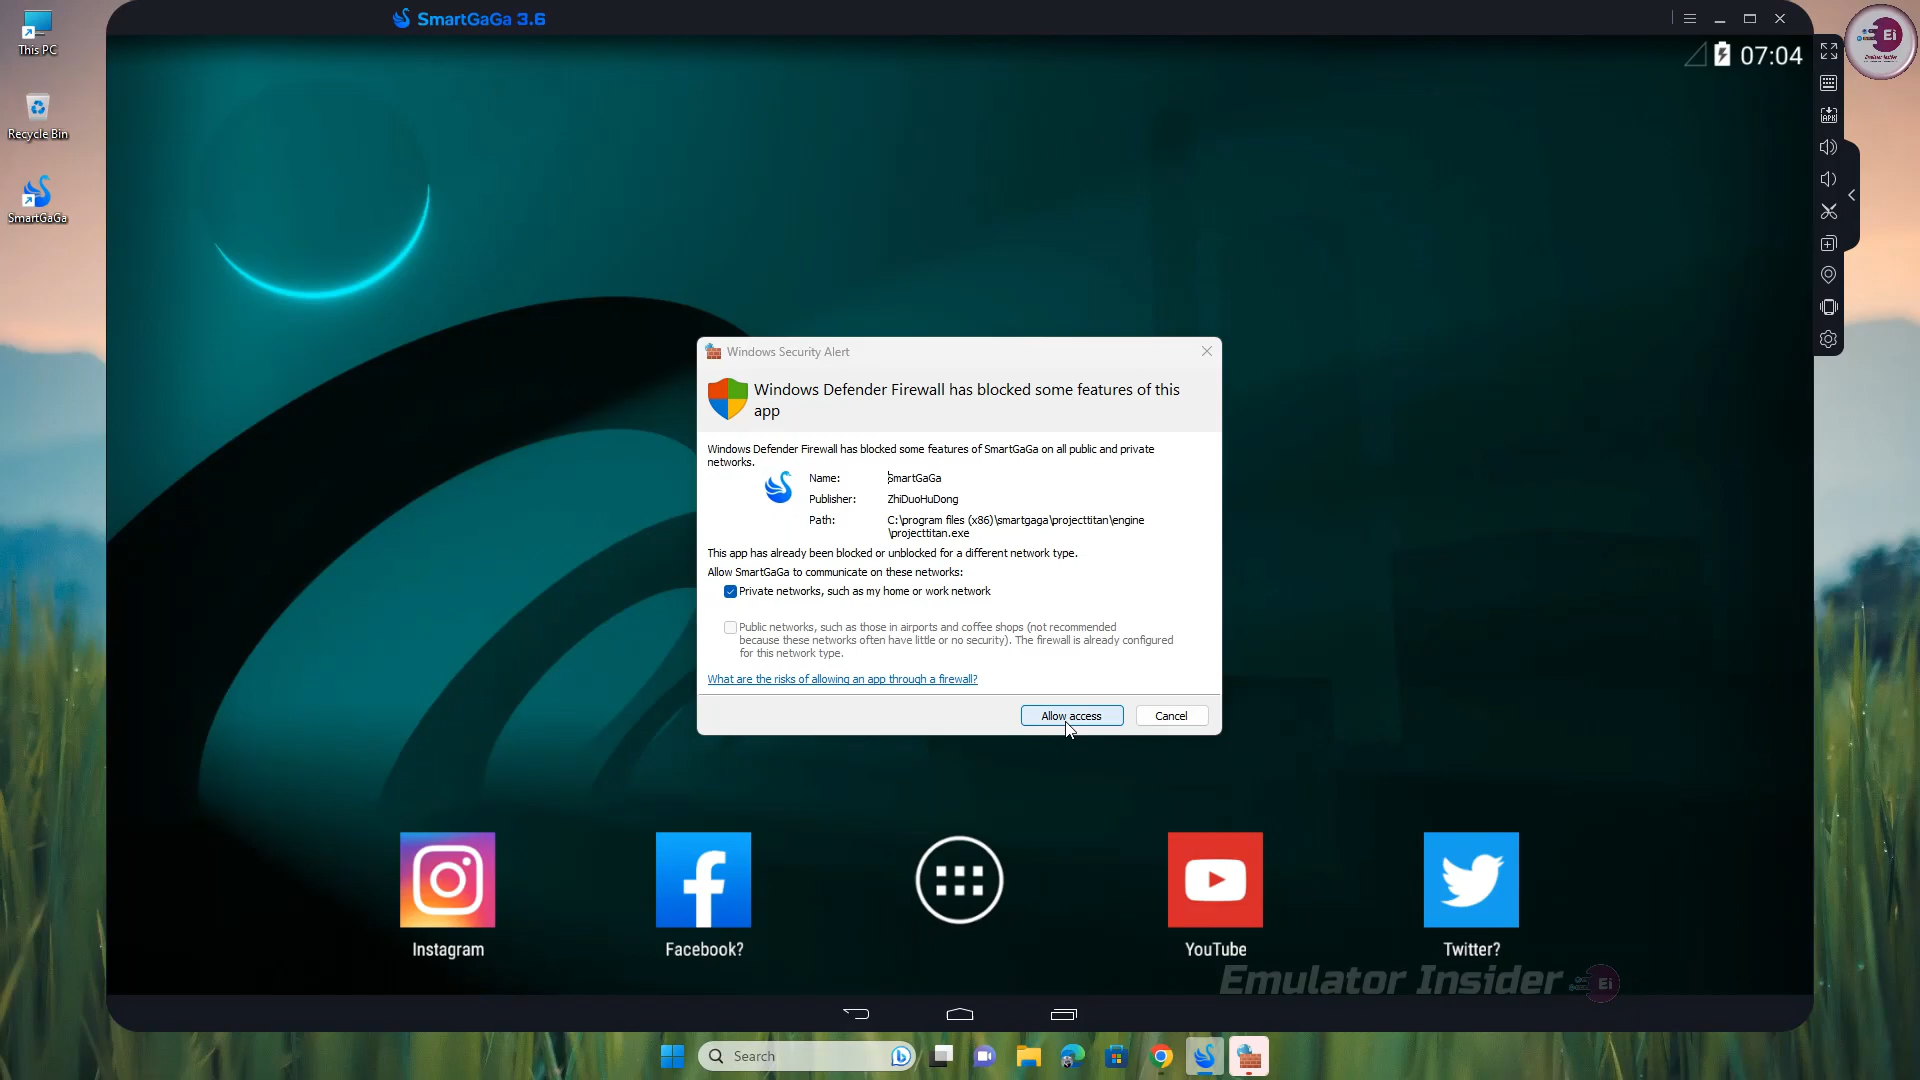 This PC
Recycle Bin
SmartGaGa
SmartGaGa 3.6
07:04
Ei
APK
Windows Security Alert
Windows Defender Firewall has blocked some features of this
app
Windows Defender Firewall has blocked some features of SmartGaGa on all public and private
networks.
Name: SmartGaGa
Publisher: ZhiDuoHuDong
Path: C:\program files (x86)\smartgaga\projecttitan\engine
\projecttitan.exe
This app has already been blocked or unblocked for a different network type.
Allow SmartGaGa to communicate on these networks:
Private networks, such as my home or work network
Public networks, such as those in airports and coffee shops (not recommended
because these networks often have little or no security). The firewall is already configured
for this network type.
What are the risks of allowing an app through a firewall?
Allow access
Cancel
Instagram
Facebook?
YouTube
Twitter?
Emulator Insider
Ei
Search